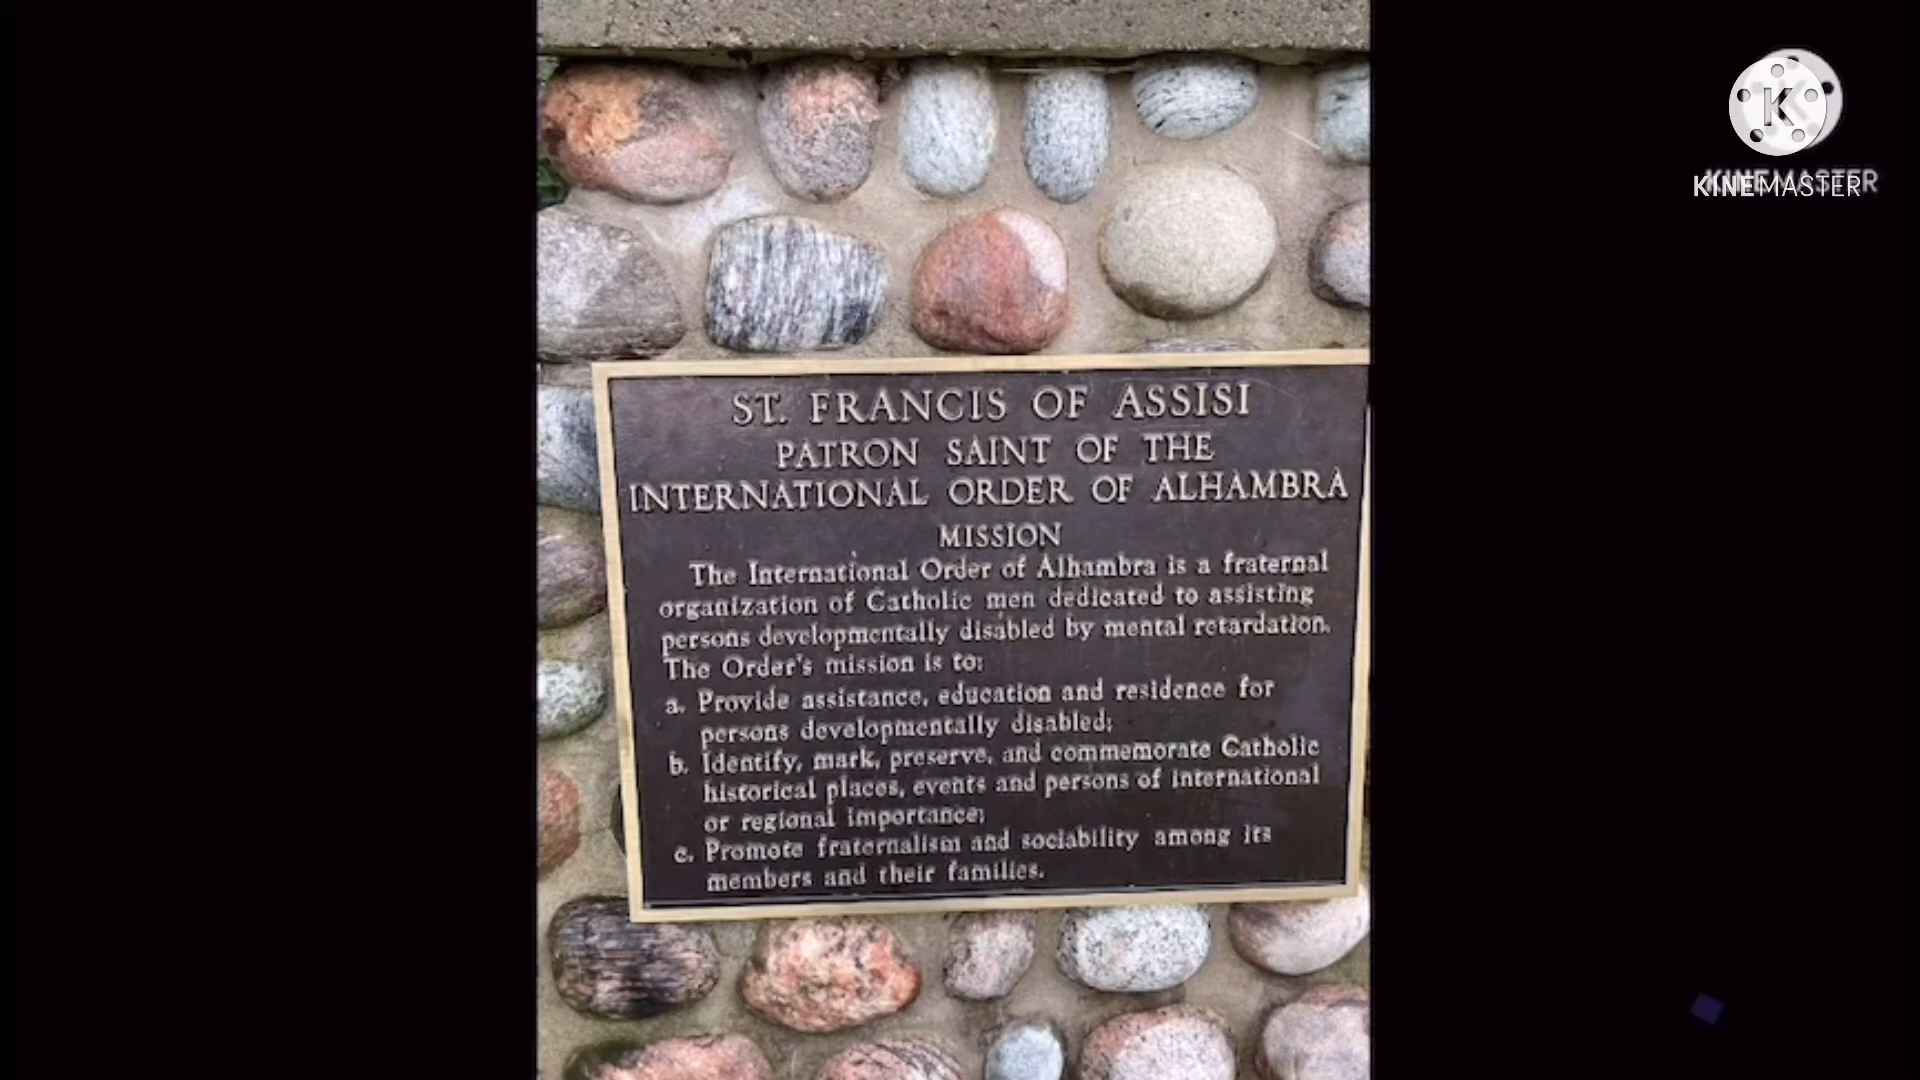 ST. FRANCIS OF ASSISI
PATRON SAINT OF THE
INTERNATIONAL ORDER OF ALHAMBRA
MISSION
The International Order of Alhambra is a fraternal
organization of Catholic men dedicated to assisting
persons developmentally disabled by mental retardation.
The Order's mission is to:
a. Provide assistance, education and residence for
persons developmentally disabled;
b. Identify, mark, preserve, and commemorate Catholic
historical places, events and persons of international
or regional importance;
c. Promote fraternalism and sociability among its
members and their families.
K
KINEMASTER